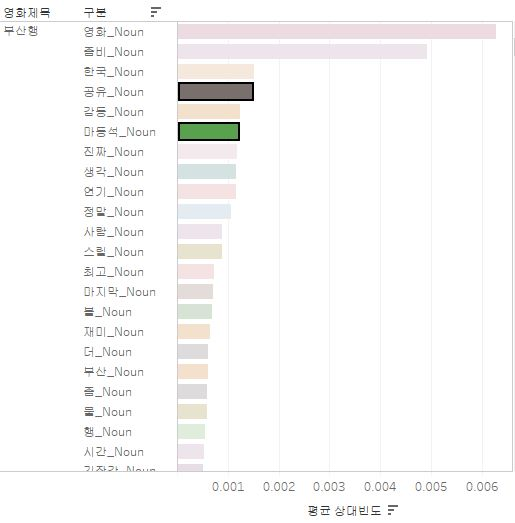 영화제목 구분
부산행 영화_Noun
좀비_Noun
한국_Noun
공유_Noun
감동_Noun
마동석_Noun
진짜_Noun
생각_Noun
연기_Noun
정말_Noun
사람_Noun
스릴_Noun
최고_Noun
마지막_Noun
볼_Noun
재미_Noun
더_Noun
부산_Noun
좀_Noun
물_Noun
행_Noun
시간_Noun
긴장감_Noun
0.001 0.002 0.003 0.004 0.005 0.006
평균 상대빈도